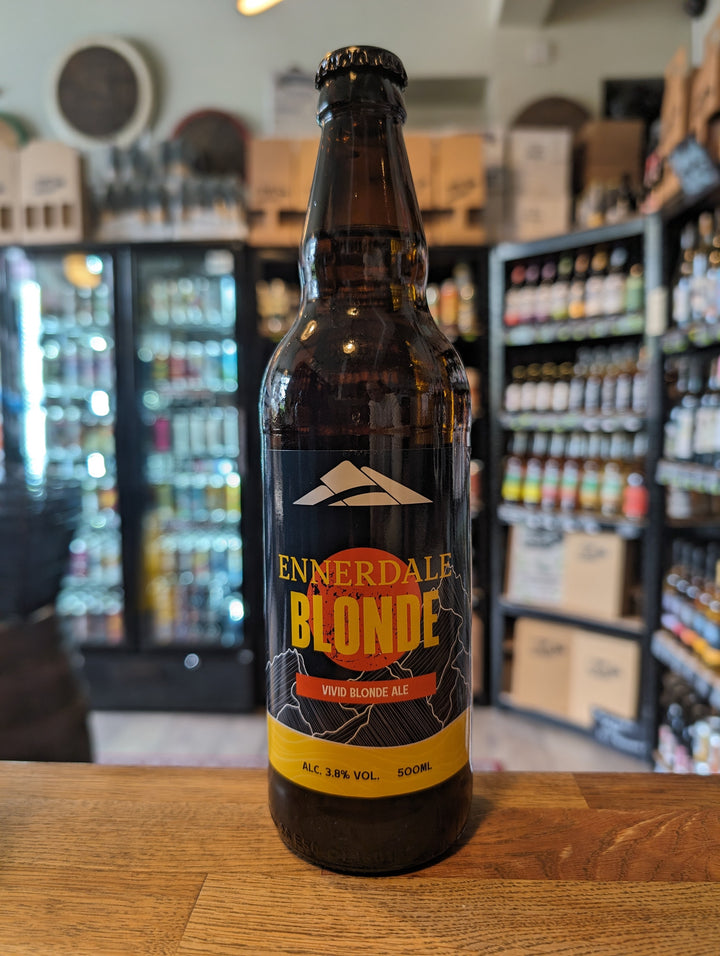 ENNERDALE
BLONDE
VIVID BLONDE ALE
ALC. 3.8% VOL. 500ML